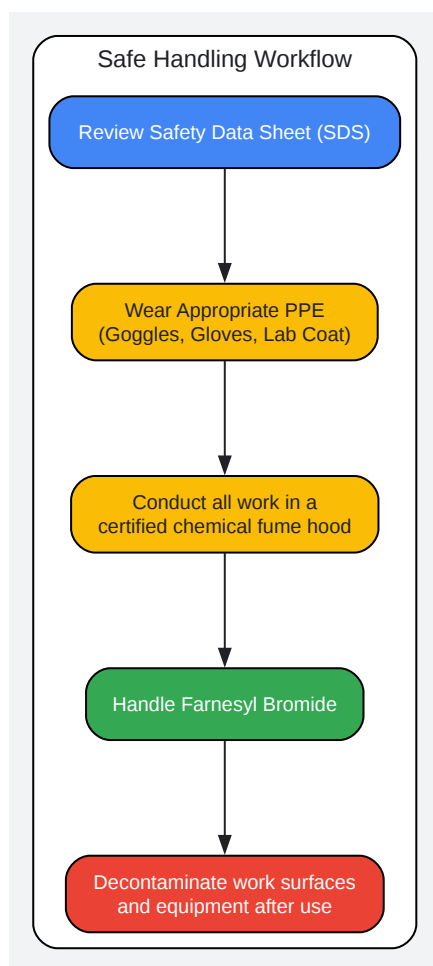 Safe Handling Workflow
Review Safety Data Sheet (SDS)
Wear Appropriate PPE
(Goggles, Gloves, Lab Coat)
Conduct all work in a
certified chemical fume hood
Handle Farnesyl Bromide
Decontaminate work surfaces
and equipment after use